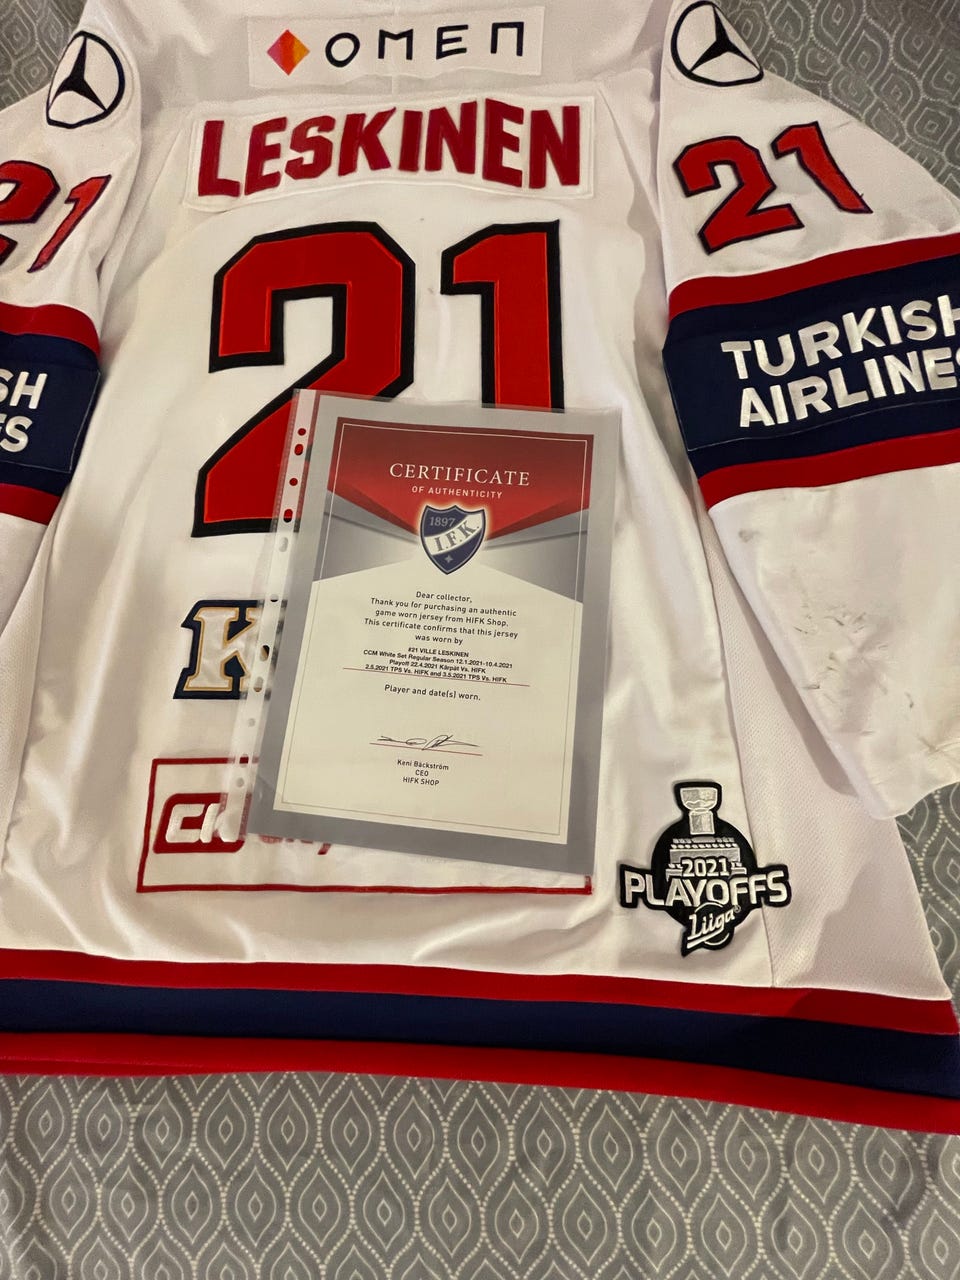 OMEN
LESKINEN
21
21
21
TURKISH
AIRLINES
SH
ES
CERTIFICATE
OF AUTHENTICITY
1897
I.F.K.
Dear collector,
Thank you for purchasing an authentic
game worn jersey from HIFK Shop.
This certificate confirms that this jersey
was worn by
#21 VILLE LESKINEN
CCM White Set Regular Season 12.1.2021-10.4.2021
Playoff 22.4.2021 Kärpät Vs. HIFK
2.5.2021 TPS Vs. HIFK and 3.5.2021 TPS Vs. HIFK
Player and date(s) worn.
Keni Bäckström
CEO
HIFK SHOP
K
2021
PLAYOFFS
Liiga